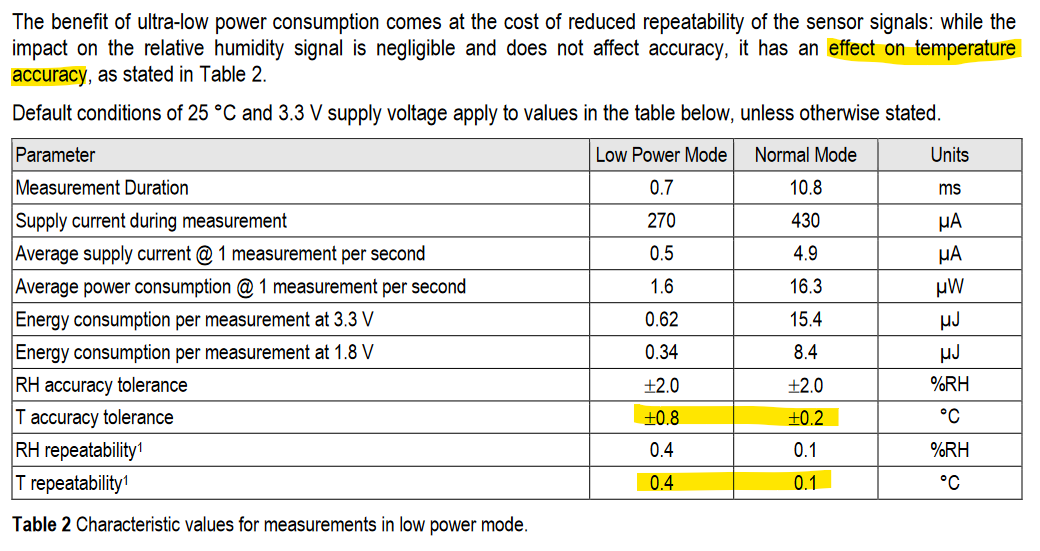 The benefit of ultra-low power consumption comes at the cost of reduced repeatability of the sensor signals: while the
impact on the relative humidity signal is negligible and does not affect accuracy, it has an effect on temperature
accuracy, as stated in Table 2.
Default conditions of 25 °C and 3.3 V supply voltage apply to values in the table below, unless otherwise stated.
Parameter Low Power Mode Normal Mode Units
Measurement Duration 0.7 10.8 ms
Supply current during measurement 270 430 µA
Average supply current @ 1 measurement per second 0.5 4.9 µA
Average power consumption @ 1 measurement per second 1.6 16.3 µW
Energy consumption per measurement at 3.3 V 0.62 15.4 µJ
Energy consumption per measurement at 1.8 V 0.34 8.4 µJ
RH accuracy tolerance ±2.0 ±2.0 %RH
T accuracy tolerance ±0.8 ±0.2 °C
RH repeatability¹ 0.4 0.1 %RH
T repeatability¹ 0.4 0.1 °C
Table 2 Characteristic values for measurements in low power mode.